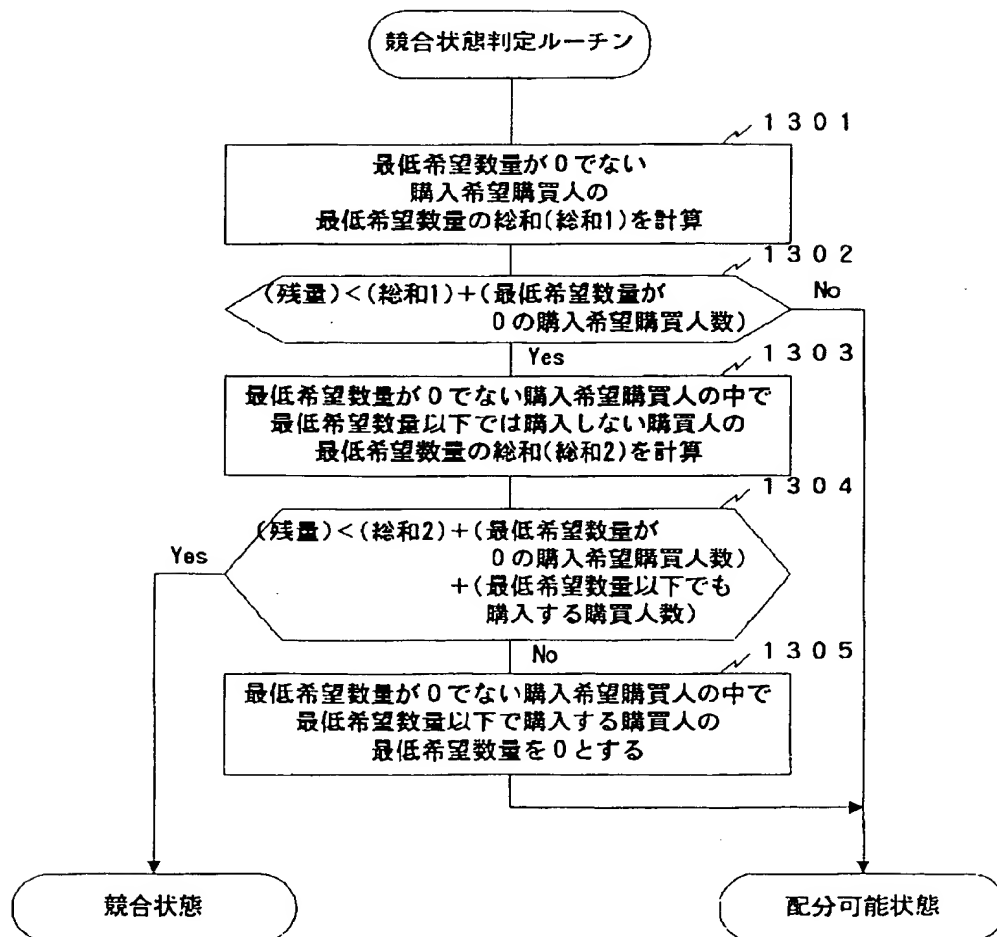 競合状態判定ルーチン
1301
最低希望数量が0でない
購入希望購買人の
最低希望数量の総和(総和1)を計算
1302
(残量)<(総和1)+(最低希望数量が
0の購入希望購買人数)
No
Yes
1303
最低希望数量が0でない購入希望購買人の中で
最低希望数量以下では購入しない購買人の
最低希望数量の総和(総和2)を計算
1304
(残量)<(総和2)+(最低希望数量が
0の購入希望購買人数)
+(最低希望数量以下でも
購入する購買人数)
Yes
No
1305
最低希望数量が0でない購入希望購買人の中で
最低希望数量以下で購入する購買人の
最低希望数量を0とする
競合状態
配分可能状態